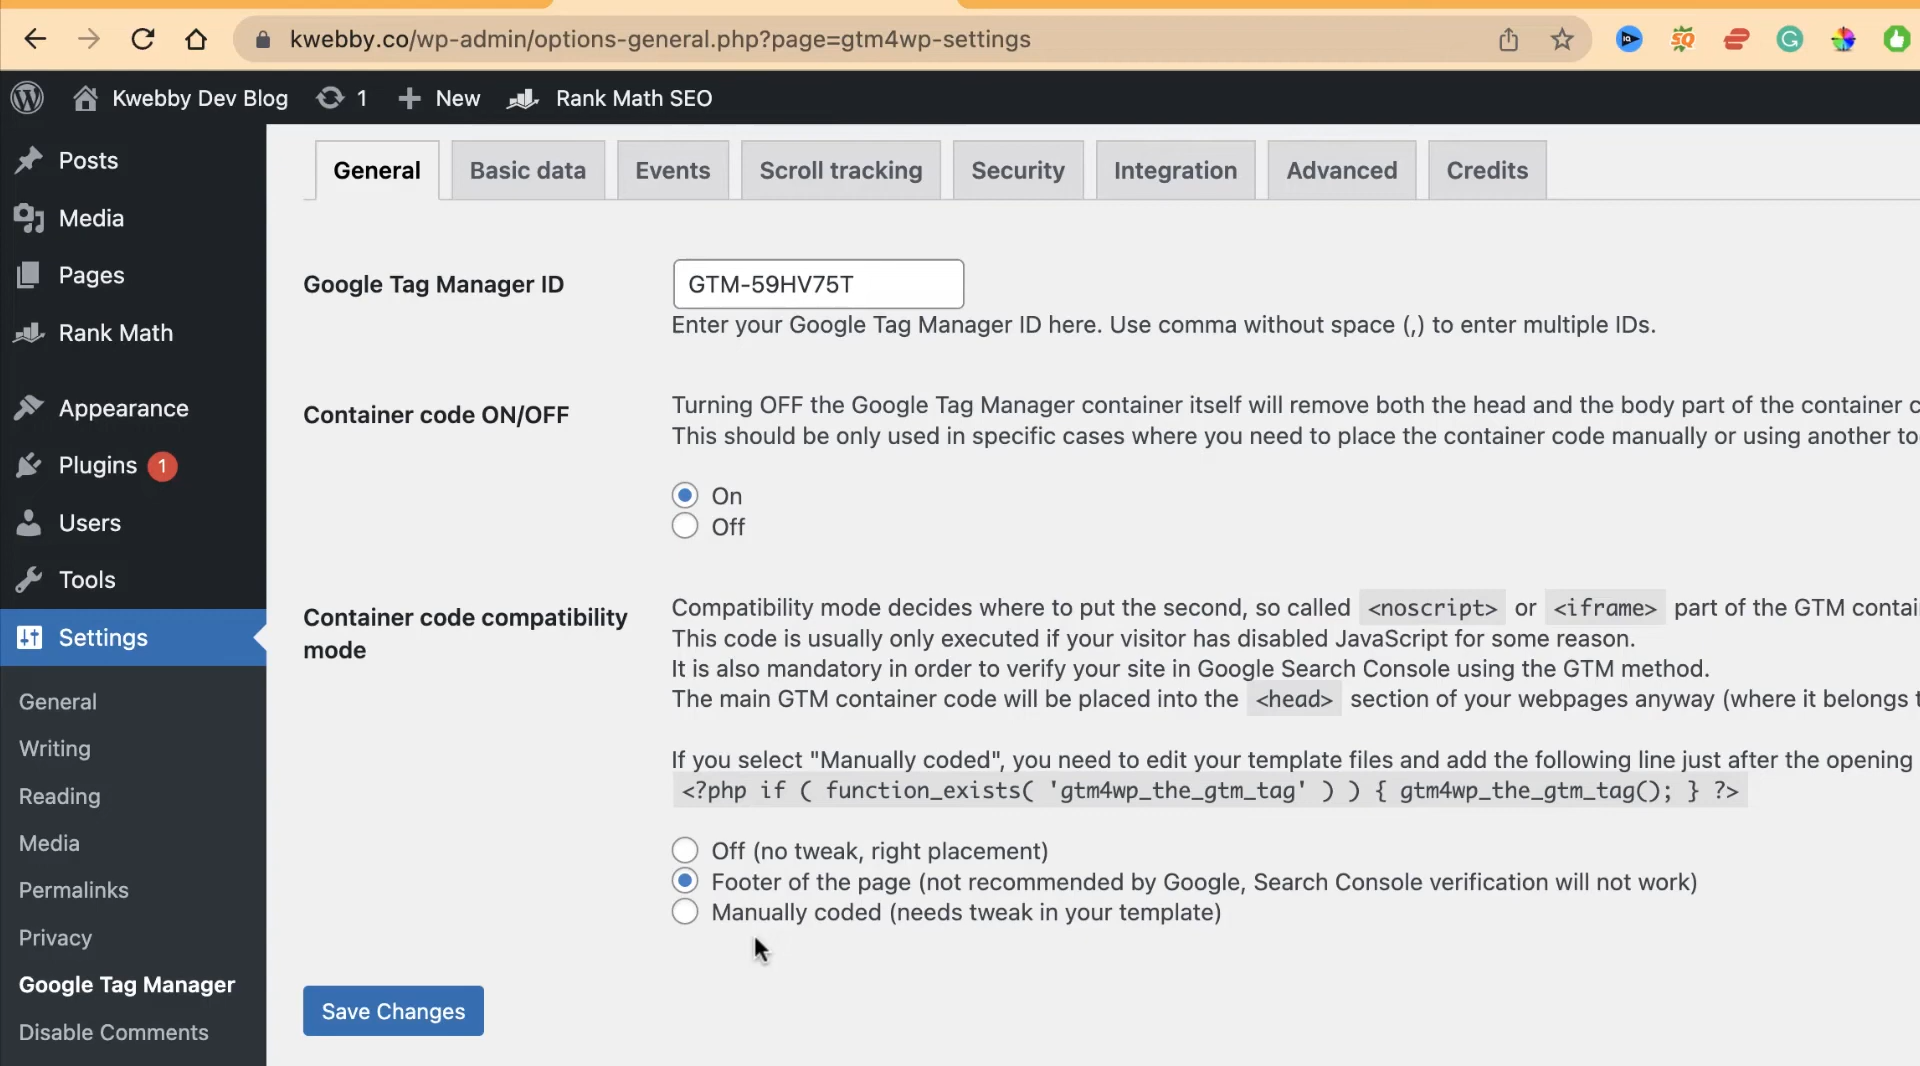 kwebby.co/wp-admin/options-general.php?page=gtm4wp-settings
Kwebby Dev Blog 1 New Rank Math SEO
Posts
Media
Pages
Rank Math
Appearance
Plugins 1
Users
Tools
Settings
General
Writing
Reading
Media
Permalinks
Privacy
Google Tag Manager
Disable Comments
General Basic data Events Scroll tracking Security Integration Advanced Credits
Google Tag Manager ID
GTM-59HV75T
Enter your Google Tag Manager ID here. Use comma without space (,) to enter multiple IDs.
Container code ON/OFF
Turning OFF the Google Tag Manager container itself will remove both the head and the body part of the container c
This should be only used in specific cases where you need to place the container code manually or using another to
On
Off
Container code compatibility
mode
Compatibility mode decides where to put the second, so called <noscript> or <iframe> part of the GTM contai
This code is usually only executed if your visitor has disabled JavaScript for some reason.
It is also mandatory in order to verify your site in Google Search Console using the GTM method.
The main GTM container code will be placed into the <head> section of your webpages anyway (where it belongs t
If you select "Manually coded", you need to edit your template files and add the following line just after the opening
<?php if ( function_exists( 'gtm4wp_the_gtm_tag' ) ) { gtm4wp_the_gtm_tag(); } ?>
Off (no tweak, right placement)
Footer of the page (not recommended by Google, Search Console verification will not work)
Manually coded (needs tweak in your template)
Save Changes